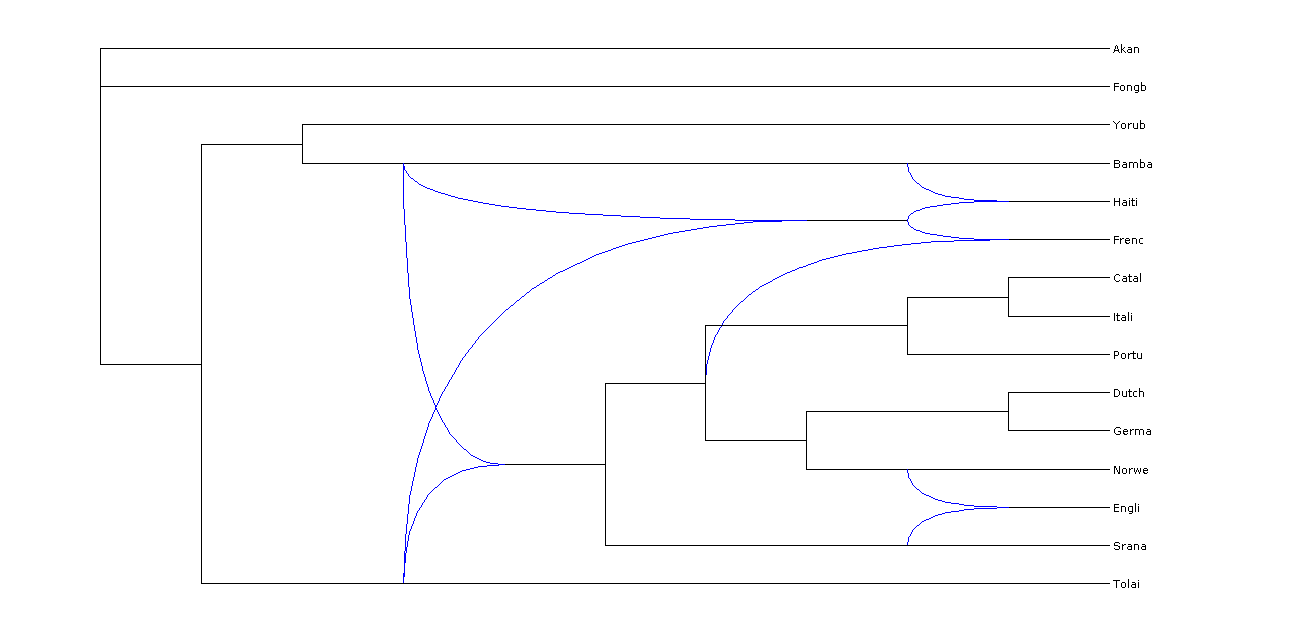 Akan
Fongb
Yorub
Bamba
Haiti
Frenc
Catal
Itali
Portu
Dutch
Germa
Norwe
Engli
Srana
Tolai